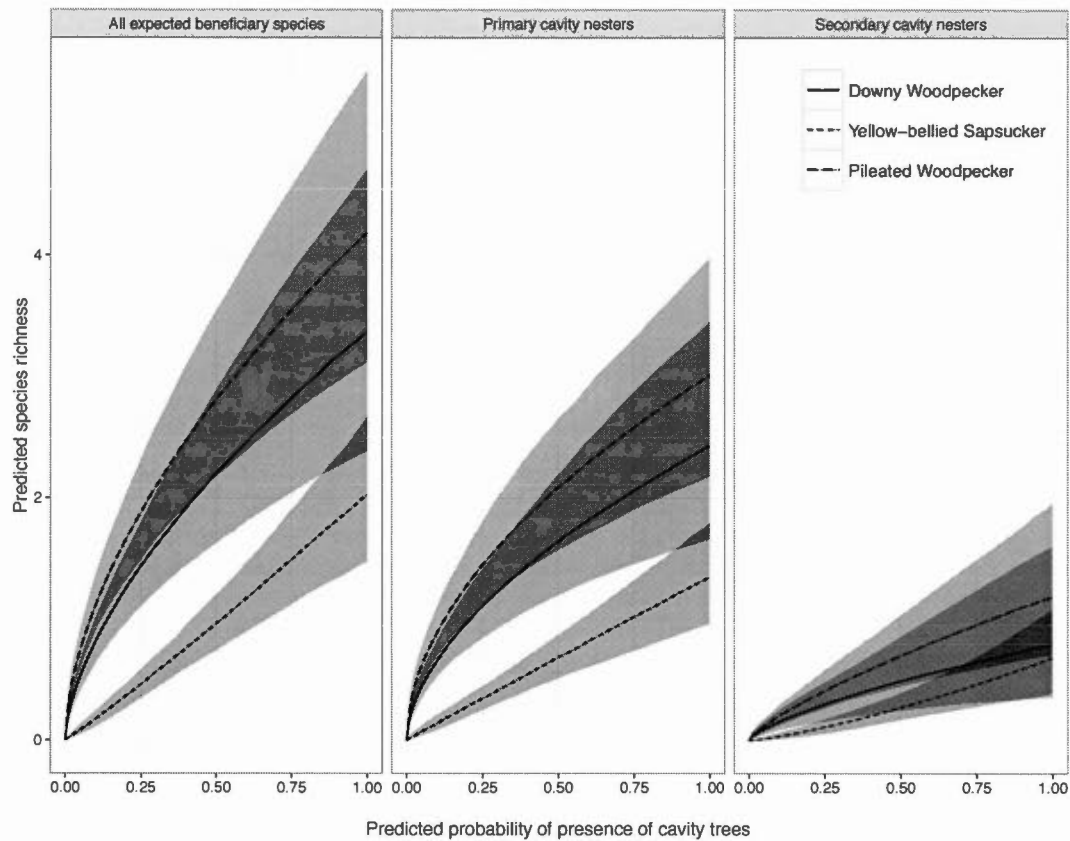 All expected beneficiary species
Primary cavity nesters
Secondary cavity nesters
Downy Woodpecker
Yellow-bellied Sapsucker
Pileated Woodpecker
Predicted species richness
4
2
0
0.00 0.25 0.50 0.75 1.00
0.00 0.25 0.50 0.75 1.00
0.00 0.25 0.50 0.75 1.00
Predicted probability of presence of cavity trees